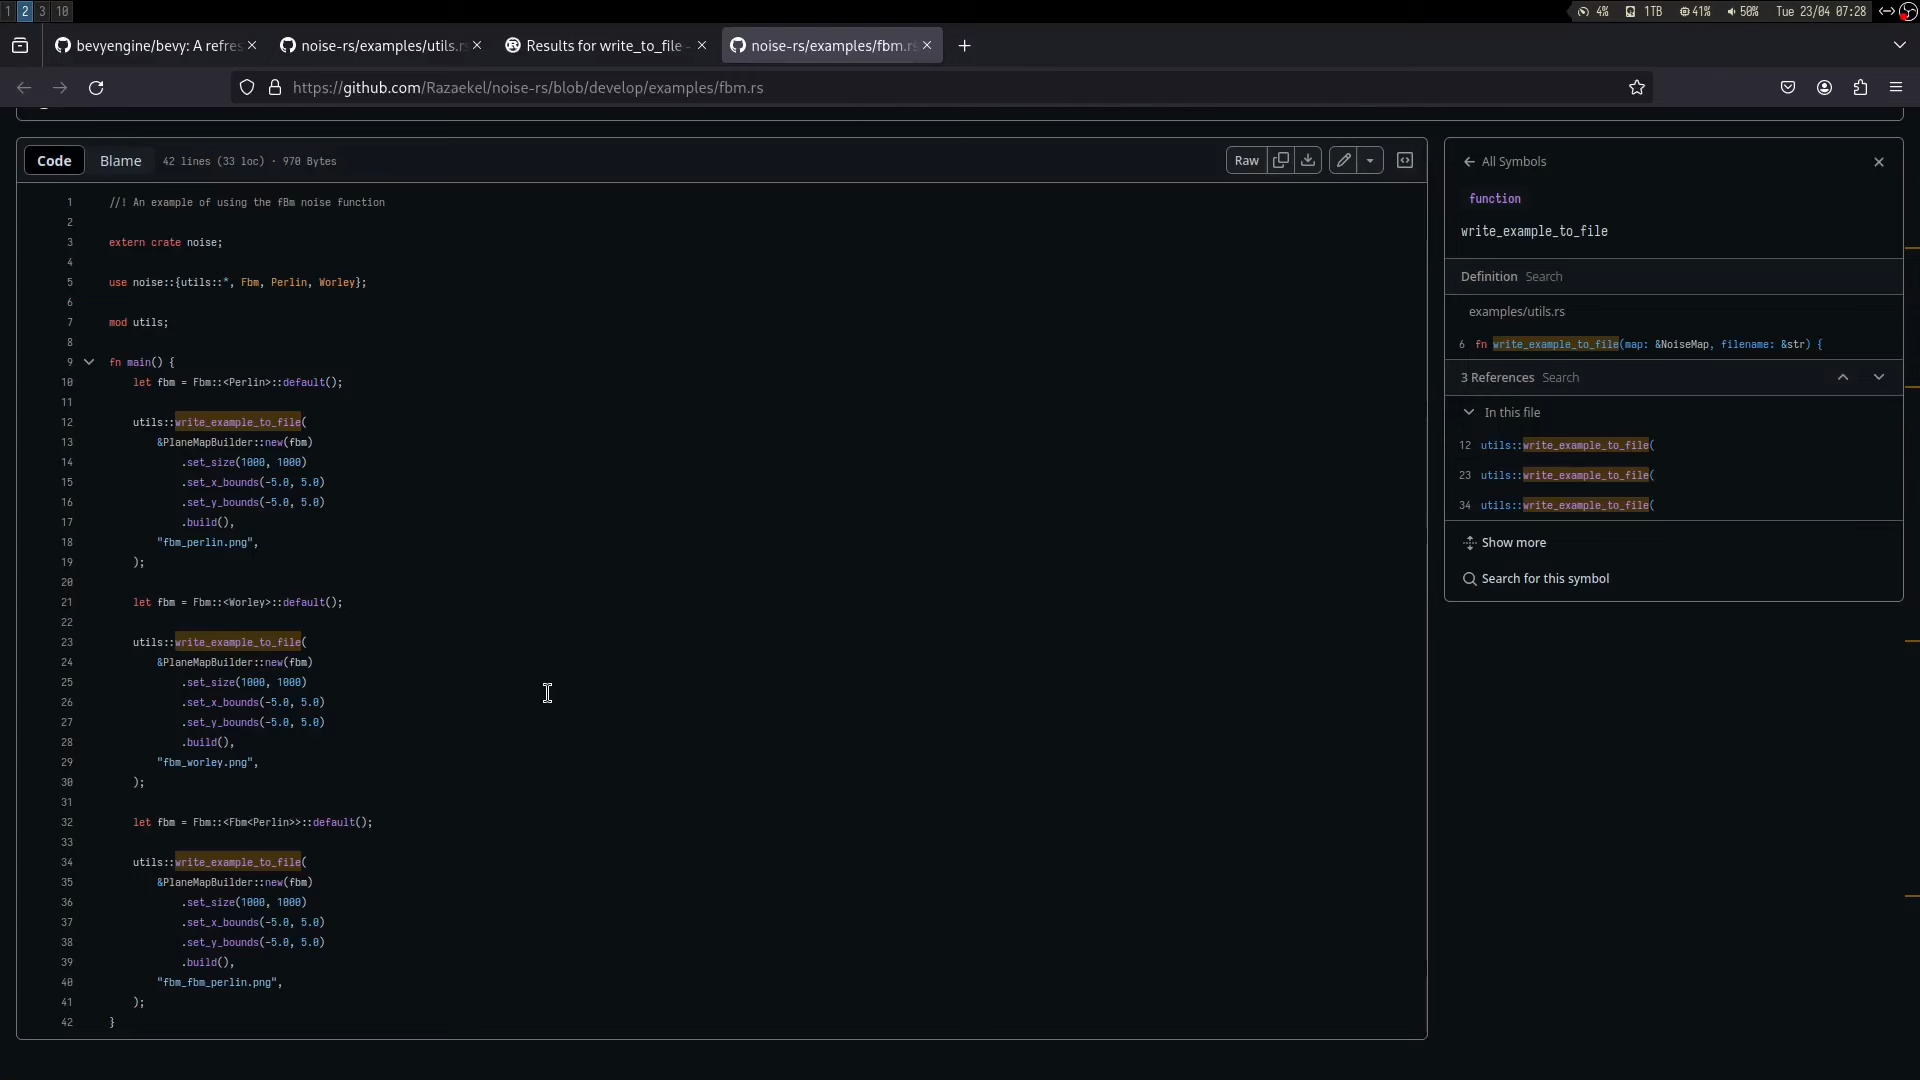 1 2 3 10
4% 1TB 41% 50% Tue 23/04 07:28
bevyengine/bevy: A refres
noise-rs/examples/utils.r
Results for write_to_file -
noise-rs/examples/fbm.r
https://github.com/Razaekel/noise-rs/blob/develop/examples/fbm.rs
Code Blame 42 lines (33 loc) · 970 Bytes
Raw
1 //! An example of using the fBm noise function
2
3 extern crate noise;
4
5 use noise::{utils::*, Fbm, Perlin, Worley};
6
7 mod utils;
8
9 fn main() {
10 let fbm = Fbm::<Perlin>::default();
11
12 utils::write_example_to_file(
13 &PlaneMapBuilder::new(fbm)
14 .set_size(1000, 1000)
15 .set_x_bounds(-5.0, 5.0)
16 .set_y_bounds(-5.0, 5.0)
17 .build(),
18 "fbm_perlin.png",
19 );
20
21 let fbm = Fbm::<Worley>::default();
22
23 utils::write_example_to_file(
24 &PlaneMapBuilder::new(fbm)
25 .set_size(1000, 1000)
26 .set_x_bounds(-5.0, 5.0)
27 .set_y_bounds(-5.0, 5.0)
28 .build(),
29 "fbm_worley.png",
30 );
31
32 let fbm = Fbm::<Fbm<Perlin>>::default();
33
34 utils::write_example_to_file(
35 &PlaneMapBuilder::new(fbm)
36 .set_size(1000, 1000)
37 .set_x_bounds(-5.0, 5.0)
38 .set_y_bounds(-5.0, 5.0)
39 .build(),
40 "fbm_fbm_perlin.png",
41 );
42 }
All Symbols
function
write_example_to_file
Definition Search
examples/utils.rs
6 fn write_example_to_file(map: &NoiseMap, filename: &str) {
3 References Search
In this file
12 utils::write_example_to_file(
23 utils::write_example_to_file(
34 utils::write_example_to_file(
Show more
Search for this symbol